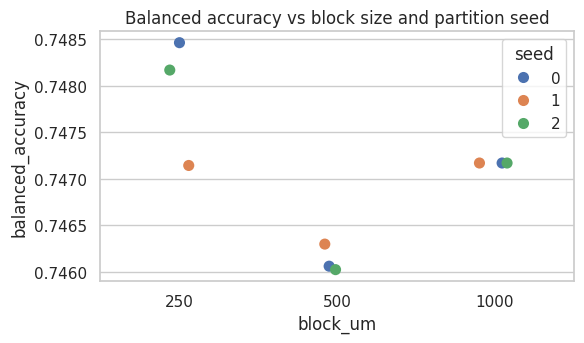 Balanced accuracy vs block size and partition seed
0.7485
0.7480
0.7475
0.7470
0.7465
0.7460
balanced_accuracy
seed
0
1
2
250 500 1000
block_um